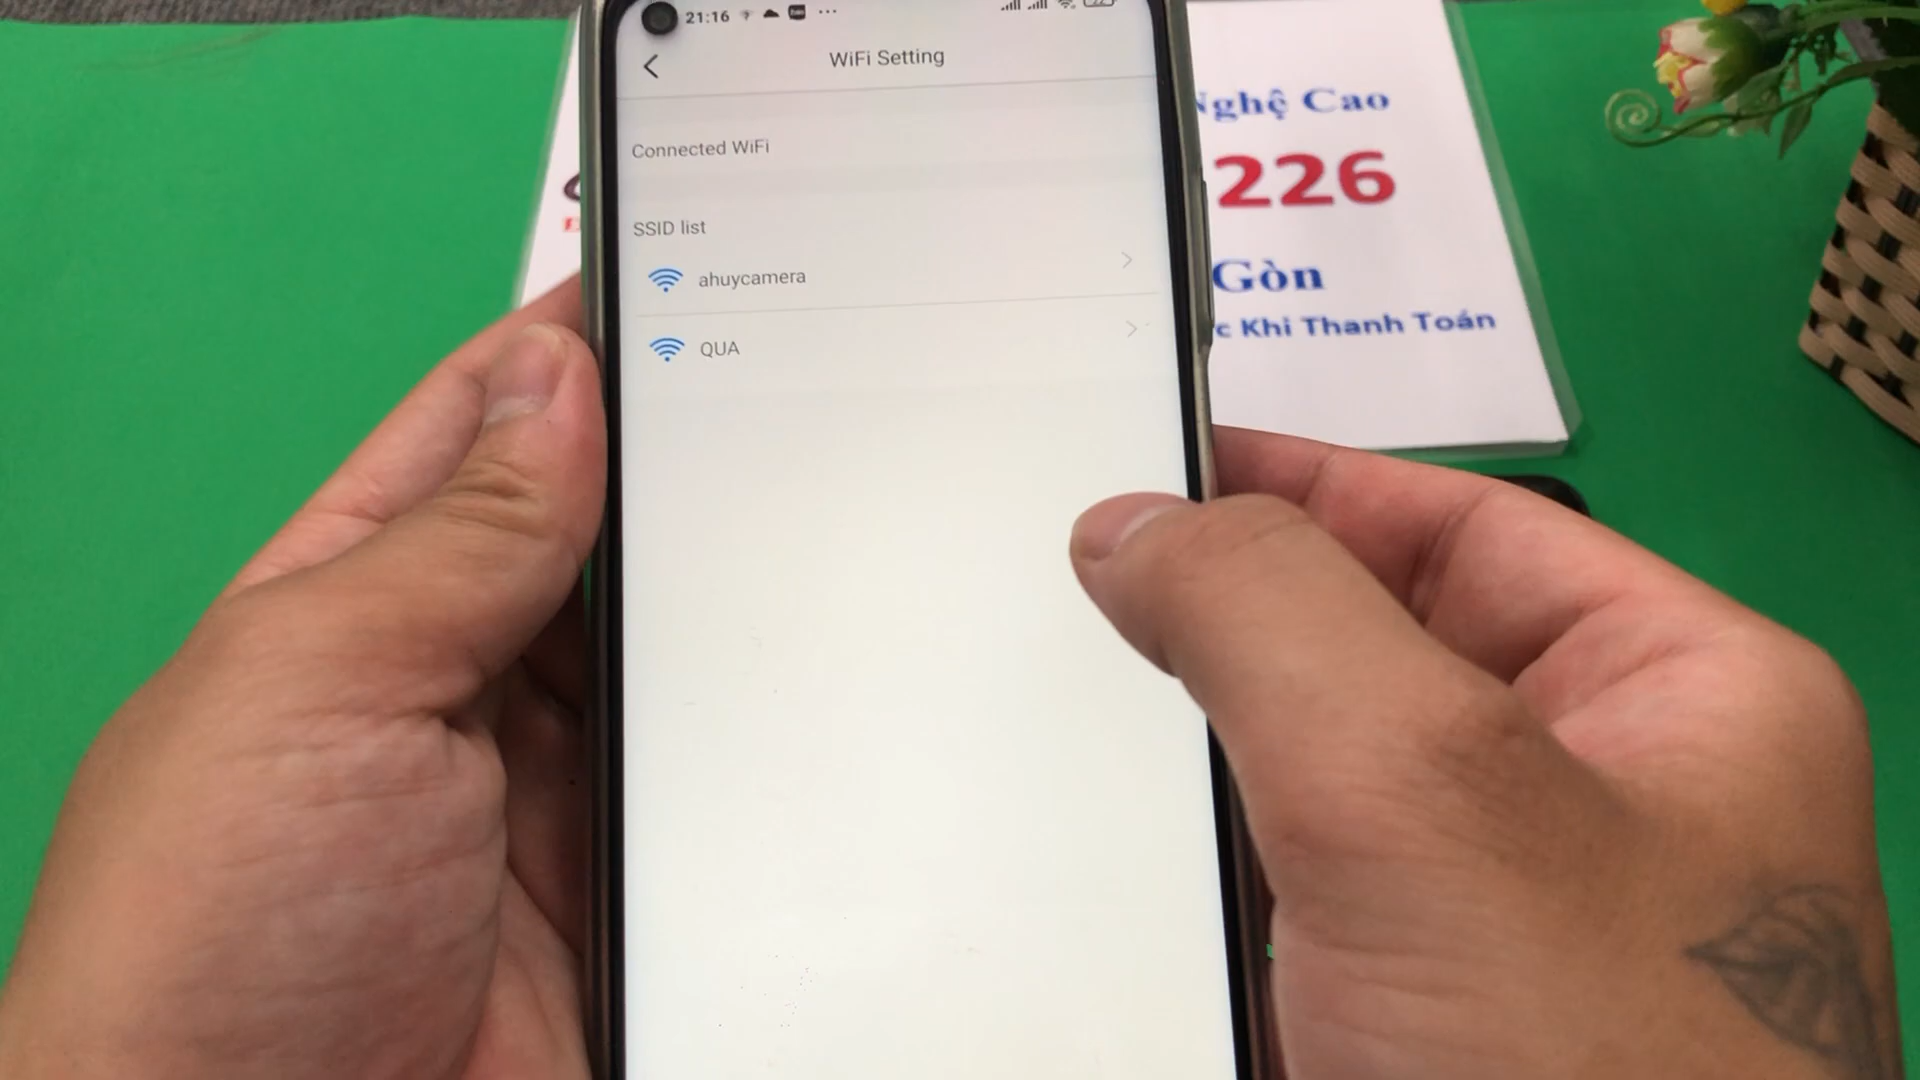 21:16
WiFi Setting
Connected WiFi
SSID list
ahuycamera
QUA
Nghệ Cao
226
Gòn
Khi Thanh Toán